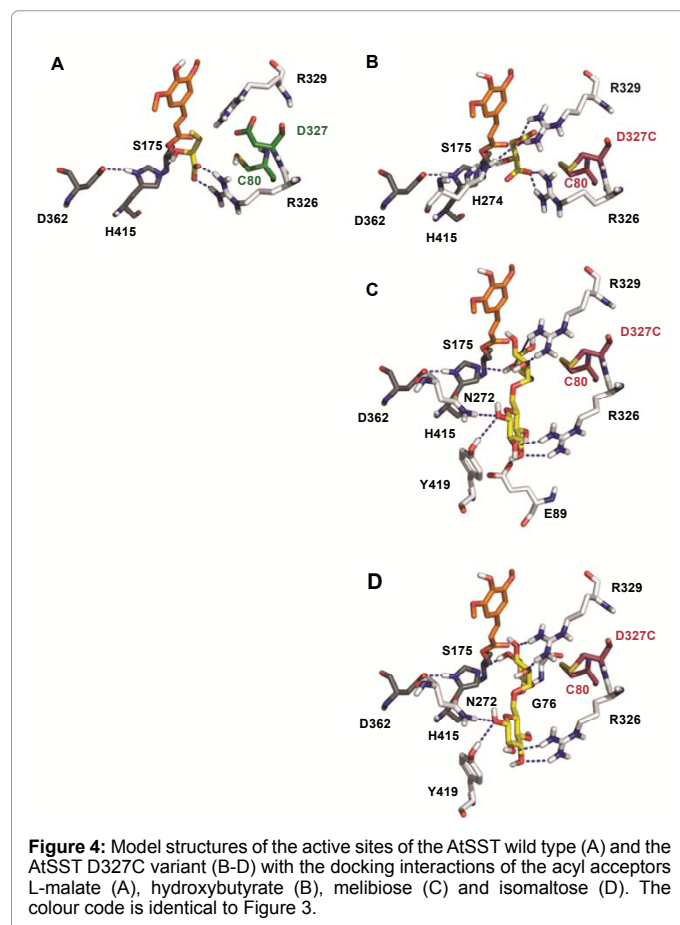 A
R329
S175
D327
C80
R326
D362
H415
B
R329
S175
D327C
C80
H274
R326
D362
H415
C
R329
S175
D327C
C80
N272
R326
D362
H415
Y419
E89
D
R329
S175
D327C
C80
N272
G76
R326
D362
H415
Y419
Figure 4: Model structures of the active sites of the AtSST wild type (A) and the
AtSST D327C variant (B-D) with the docking interactions of the acyl acceptors
L-malate (A), hydroxybutyrate (B), melibiose (C) and isomaltose (D). The
colour code is identical to Figure 3.